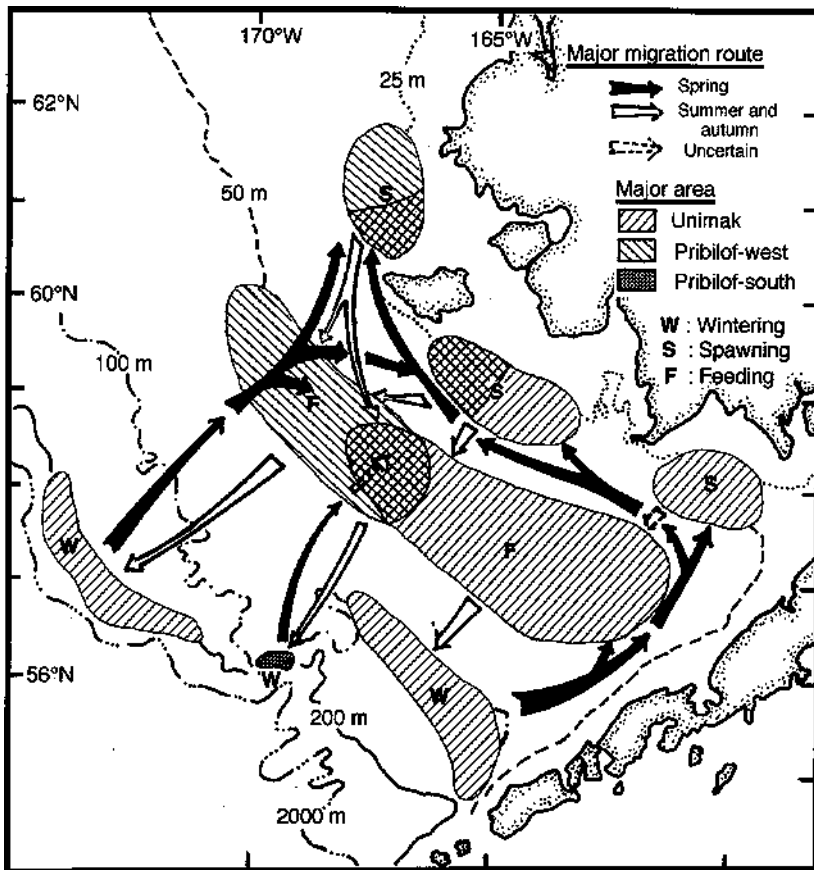 170°W
165°W
Major migration route
25 m
Spring
62°N
Summer and
autumn
Uncertain
50 m
Major area
S
Unimak
Pribilof-west
Pribilof-south
60°N
W : Wintering
S : Spawning
F : Feeding
100 m
S
F
S
W
F
56°N
W
W
200 m
2000 m